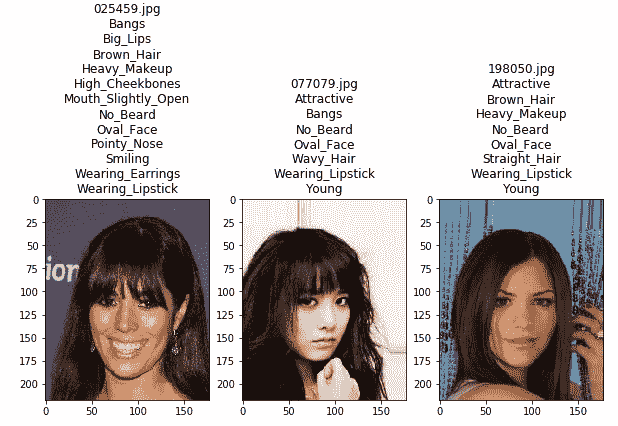 025459.jpg
Bangs
Big_Lips
Brown_Hair
Heavy_Makeup
High_Cheekbones
Mouth_Slightly_Open
No_Beard
Oval_Face
Pointy_Nose
Smiling
Wearing_Earrings
Wearing_Lipstick
077079.jpg
Attractive
Bangs
No_Beard
Oval_Face
Wavy_Hair
Wearing_Lipstick
Young
198050.jpg
Attractive
Brown_Hair
Heavy_Makeup
No_Beard
Oval_Face
Straight_Hair
Wearing_Lipstick
Young
0
25
50
75
100
125
150
175
200
0 50 100 150
ion
0
25
50
75
100
125
150
175
200
0 50 100 150
0
25
50
75
100
125
150
175
200
0 50 100 150